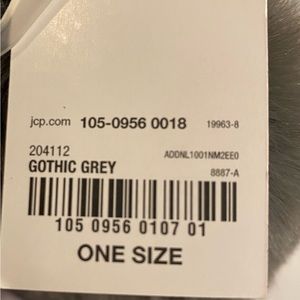 jcp.com 105-0956 0018 19963-8
204112 ADDNL1001NM2EE0
GOTHIC GREY 8887-A
105 0956 0107 01
ONE SIZE